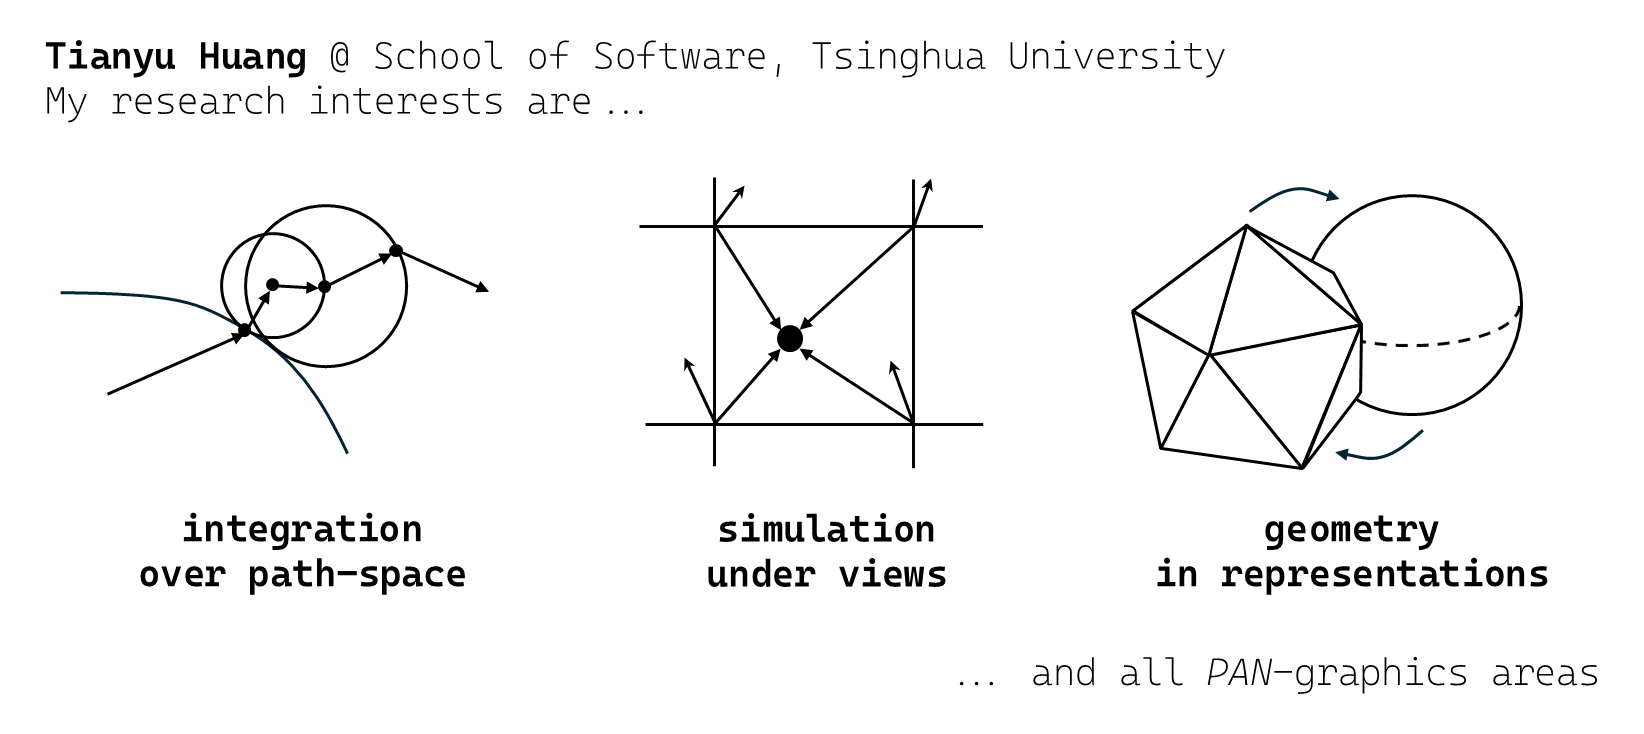 Tianyu Huang @ School of Software, Tsinghua University
My research interests are ...
integration
over path-space
simulation
under views
geometry
in representations
... and all PAN-graphics areas